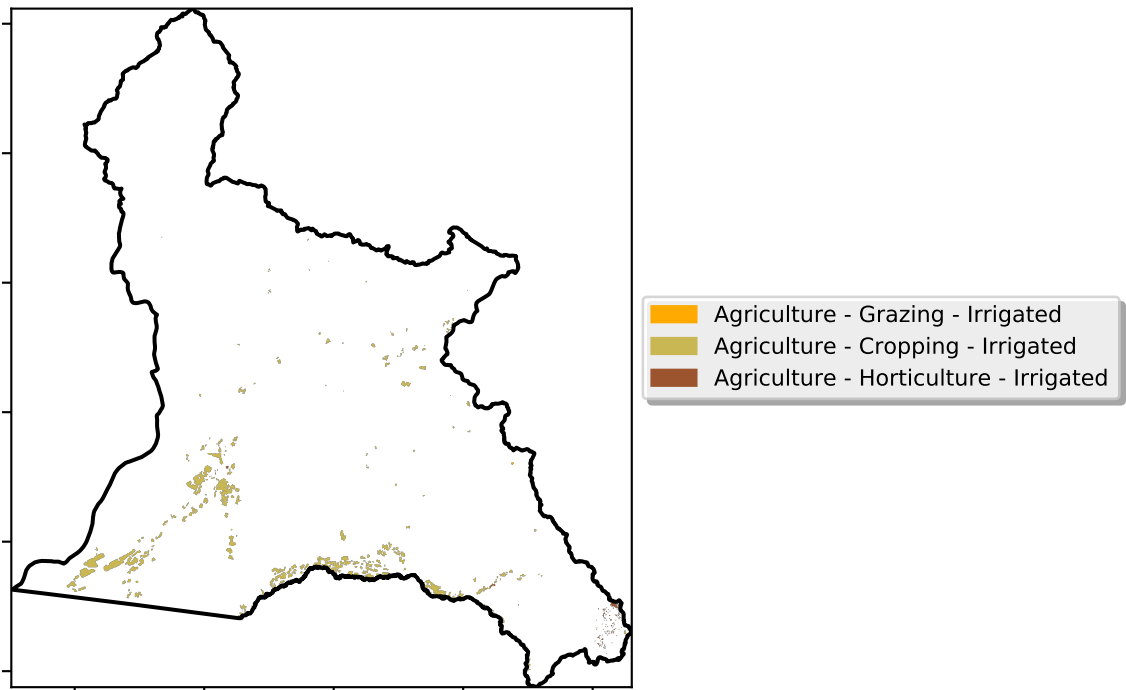 Agriculture - Grazing - Irrigated
Agriculture - Cropping - Irrigated
Agriculture - Horticulture - Irrigated